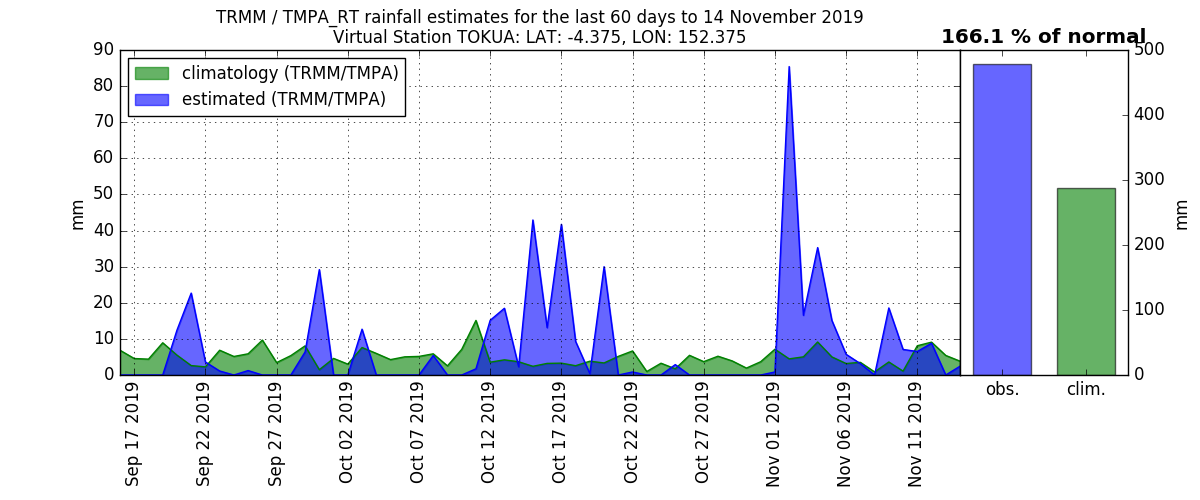 TRMM / TMPA_RT rainfall estimates for the last 60 days to 14 November 2019
Virtual Station TOKUA: LAT: -4.375, LON: 152.375
166.1 % of normal
climatology (TRMM/TMPA)
estimated (TRMM/TMPA)
90
80
70
60
50
40
30
20
10
0
mm
500
400
300
200
100
0
mm
Sep 17 2019
Sep 22 2019
Sep 27 2019
Oct 02 2019
Oct 07 2019
Oct 12 2019
Oct 17 2019
Oct 22 2019
Oct 27 2019
Nov 01 2019
Nov 06 2019
Nov 11 2019
obs.
clim.